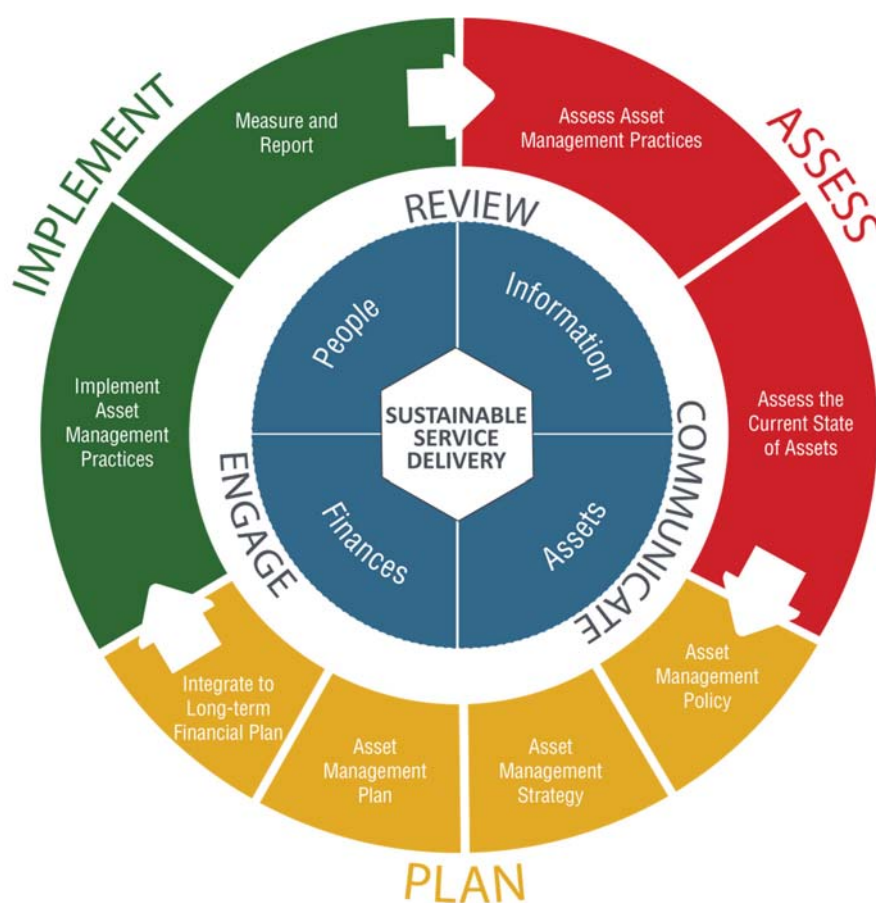 IMPLEMENT
Measure and
Report
Assess Asset
Management Practices
ASSESS
REVIEW
People
Information
Implement
Asset
Management
Practices
SUSTAINABLE
SERVICE
DELIVERY
Assess the
Current State
of Assets
ENGAGE
COMMUNICATE
Finances
Assets
Integrate to
Long-term
Financial Plan
Asset
Management
Plan
Asset
Management
Strategy
Asset
Management
Policy
PLAN